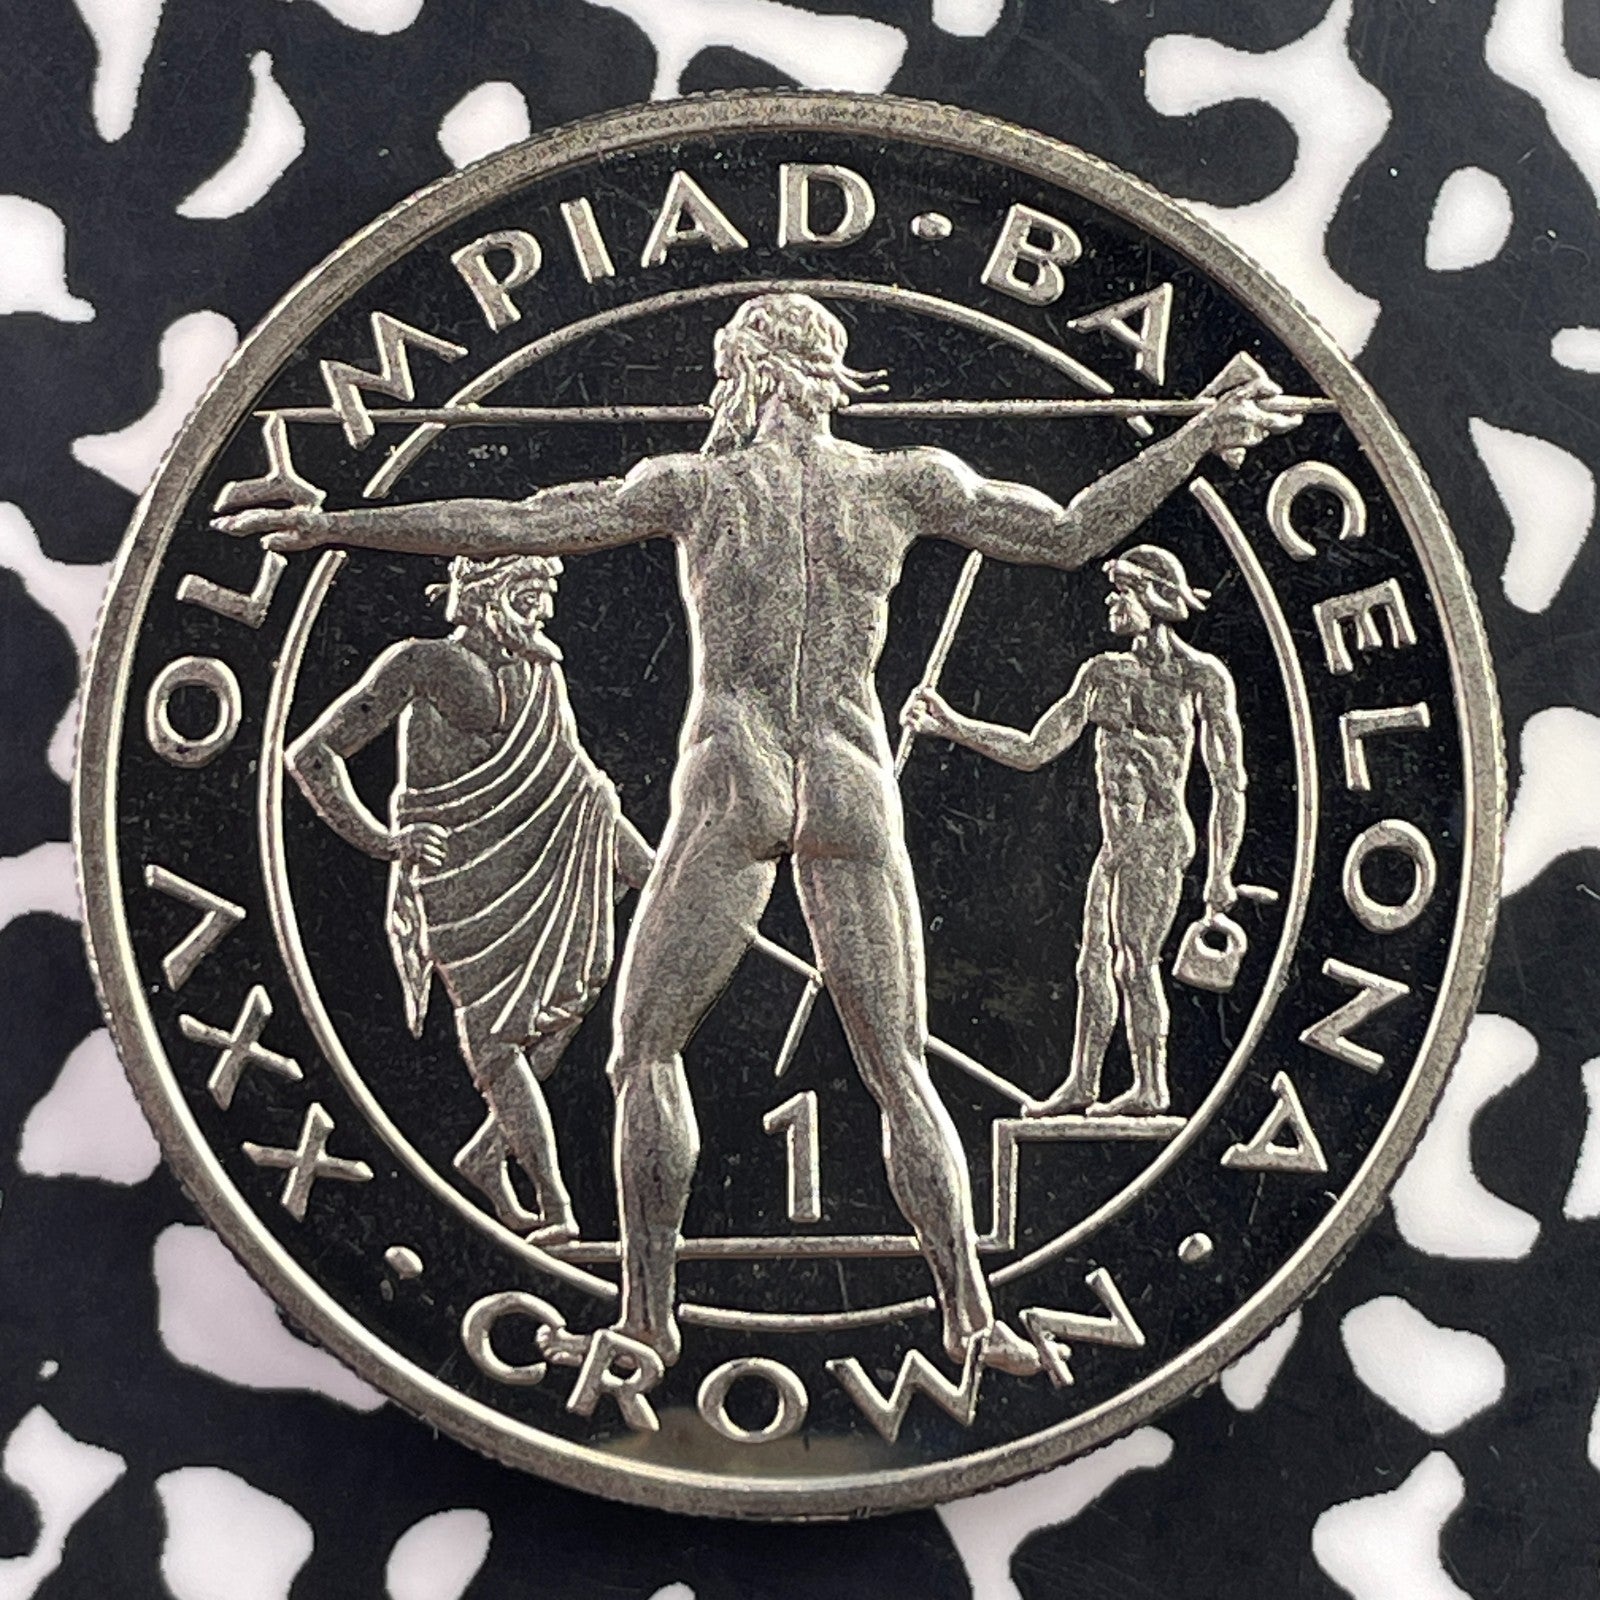 XXV OLYMPIAD · BARCELONA
1
· CROWN ·